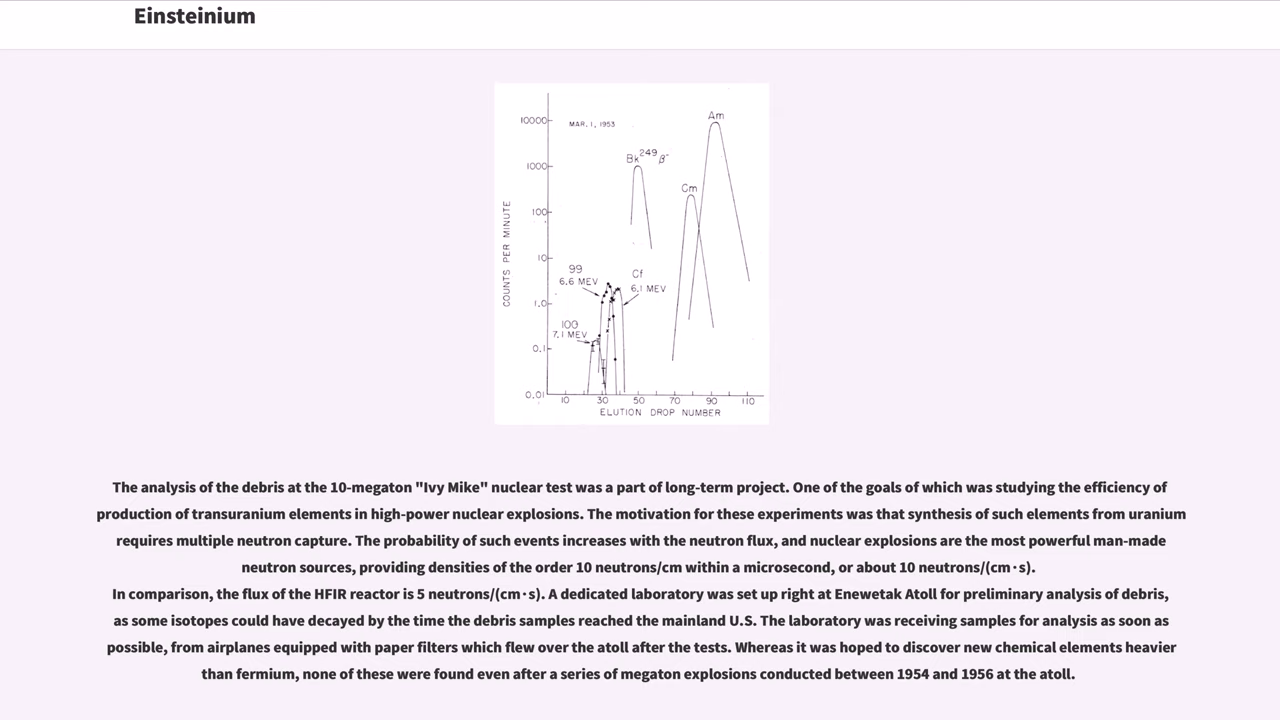 Einsteinium
10000
MAR. 1, 1953
Am
Bk249 β-
1000
Cm
100
COUNTS PER MINUTE
10
99
6.6 MEV
Cf
6.1 MEV
1.0
100
7.1 MEV
0.1
0.01
10 30 50 70 90 110
ELUTION DROP NUMBER
The analysis of the debris at the 10-megaton "Ivy Mike" nuclear test was a part of long-term project. One of the goals of which was studying the efficiency of
production of transuranium elements in high-power nuclear explosions. The motivation for these experiments was that synthesis of such elements from uranium
requires multiple neutron capture. The probability of such events increases with the neutron flux, and nuclear explosions are the most powerful man-made
neutron sources, providing densities of the order 10 neutrons/cm within a microsecond, or about 10 neutrons/(cm·s).
In comparison, the flux of the HFIR reactor is 5 neutrons/(cm·s). A dedicated laboratory was set up right at Enewetak Atoll for preliminary analysis of debris,
as some isotopes could have decayed by the time the debris samples reached the mainland U.S. The laboratory was receiving samples for analysis as soon as
possible, from airplanes equipped with paper filters which flew over the atoll after the tests. Whereas it was hoped to discover new chemical elements heavier
than fermium, none of these were found even after a series of megaton explosions conducted between 1954 and 1956 at the atoll.